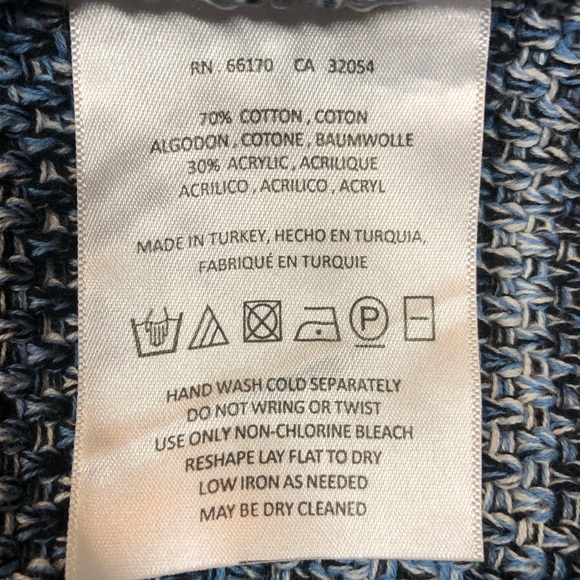 RN. 66170 CA 32054
70% COTTON, COTON
ALGODON, COTONE, BAUMWOLLE
30% ACRYLIC, ACRILIQUE
ACRILICO, ACRILICO, ACRYL
MADE IN TURKEY, HECHO EN TURQUIA,
FABRIQUÉ EN TURQUIE
P
HAND WASH COLD SEPARATELY
DO NOT WRING OR TWIST
USE ONLY NON-CHLORINE BLEACH
RESHAPE LAY FLAT TO DRY
LOW IRON AS NEEDED
MAY BE DRY CLEANED